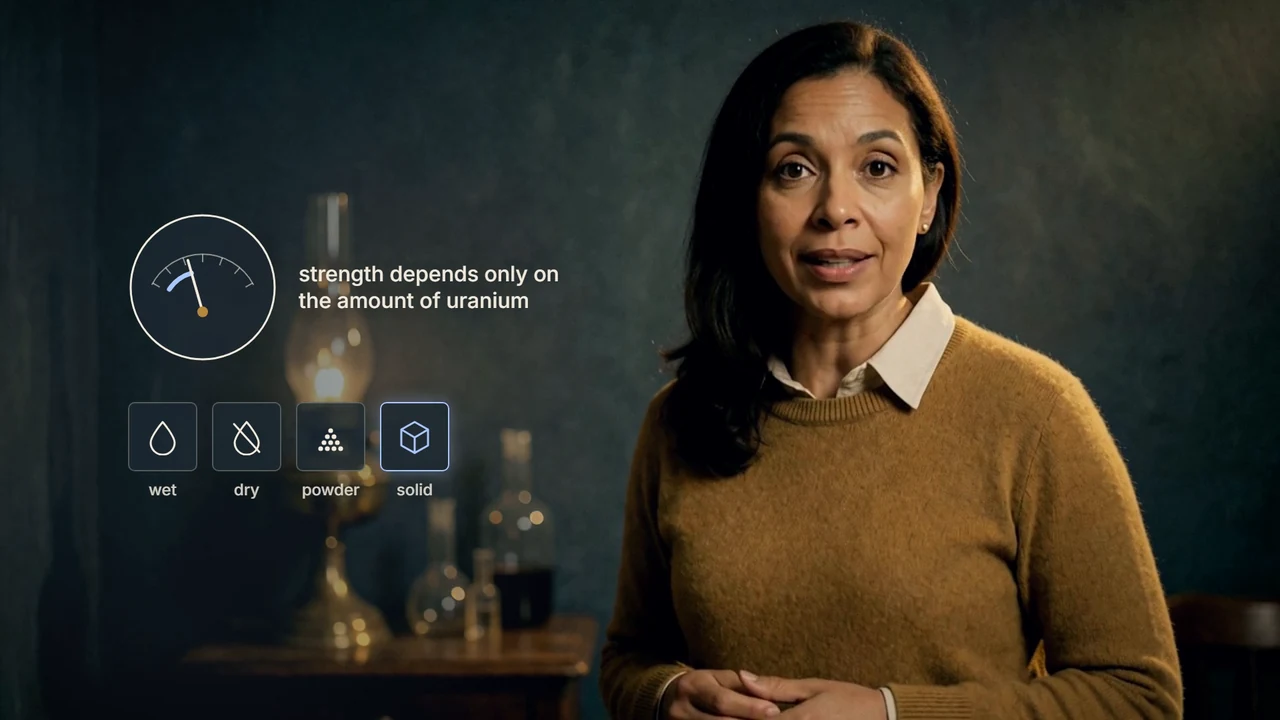 strength depends only on
the amount of uranium
wet
dry
powder
solid